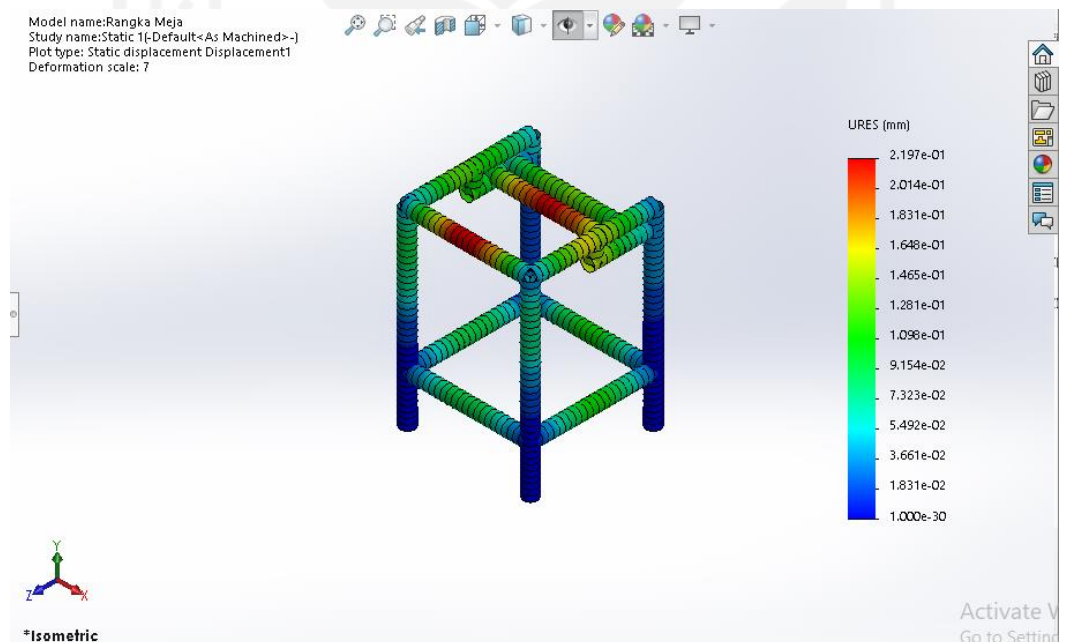 Model name:Rangka Meja
Study name:Static 1(-Default<As Machined>-)
Plot type: Static displacement Displacement1
Deformation scale: 7
URES (mm)
2.197e-01
2.014e-01
1.831e-01
1.648e-01
1.465e-01
1.281e-01
1.098e-01
9.154e-02
7.323e-02
5.492e-02
3.661e-02
1.831e-02
1.000e-30
Y
Z
X
*Isometric
Activate
Go to Setting